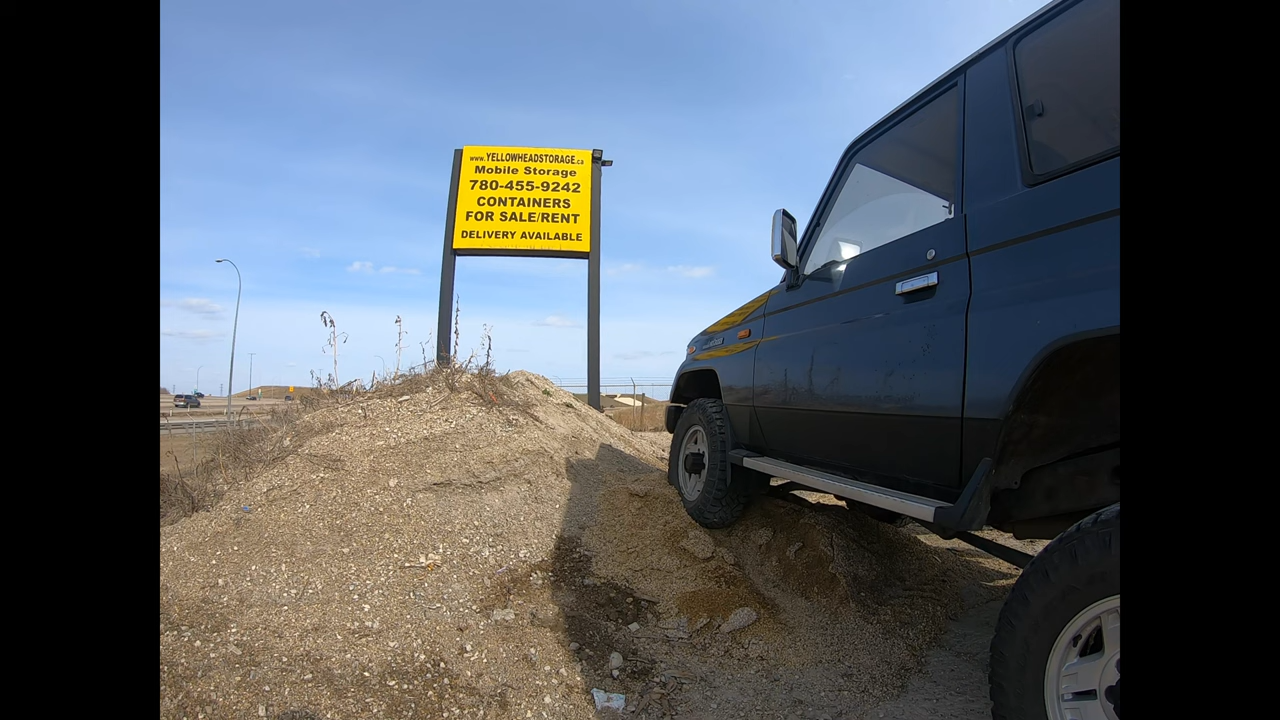 www.YELLOWHEADSTORAGE.ca
Mobile Storage
780-455-9242
CONTAINERS
FOR SALE/RENT
DELIVERY AVAILABLE